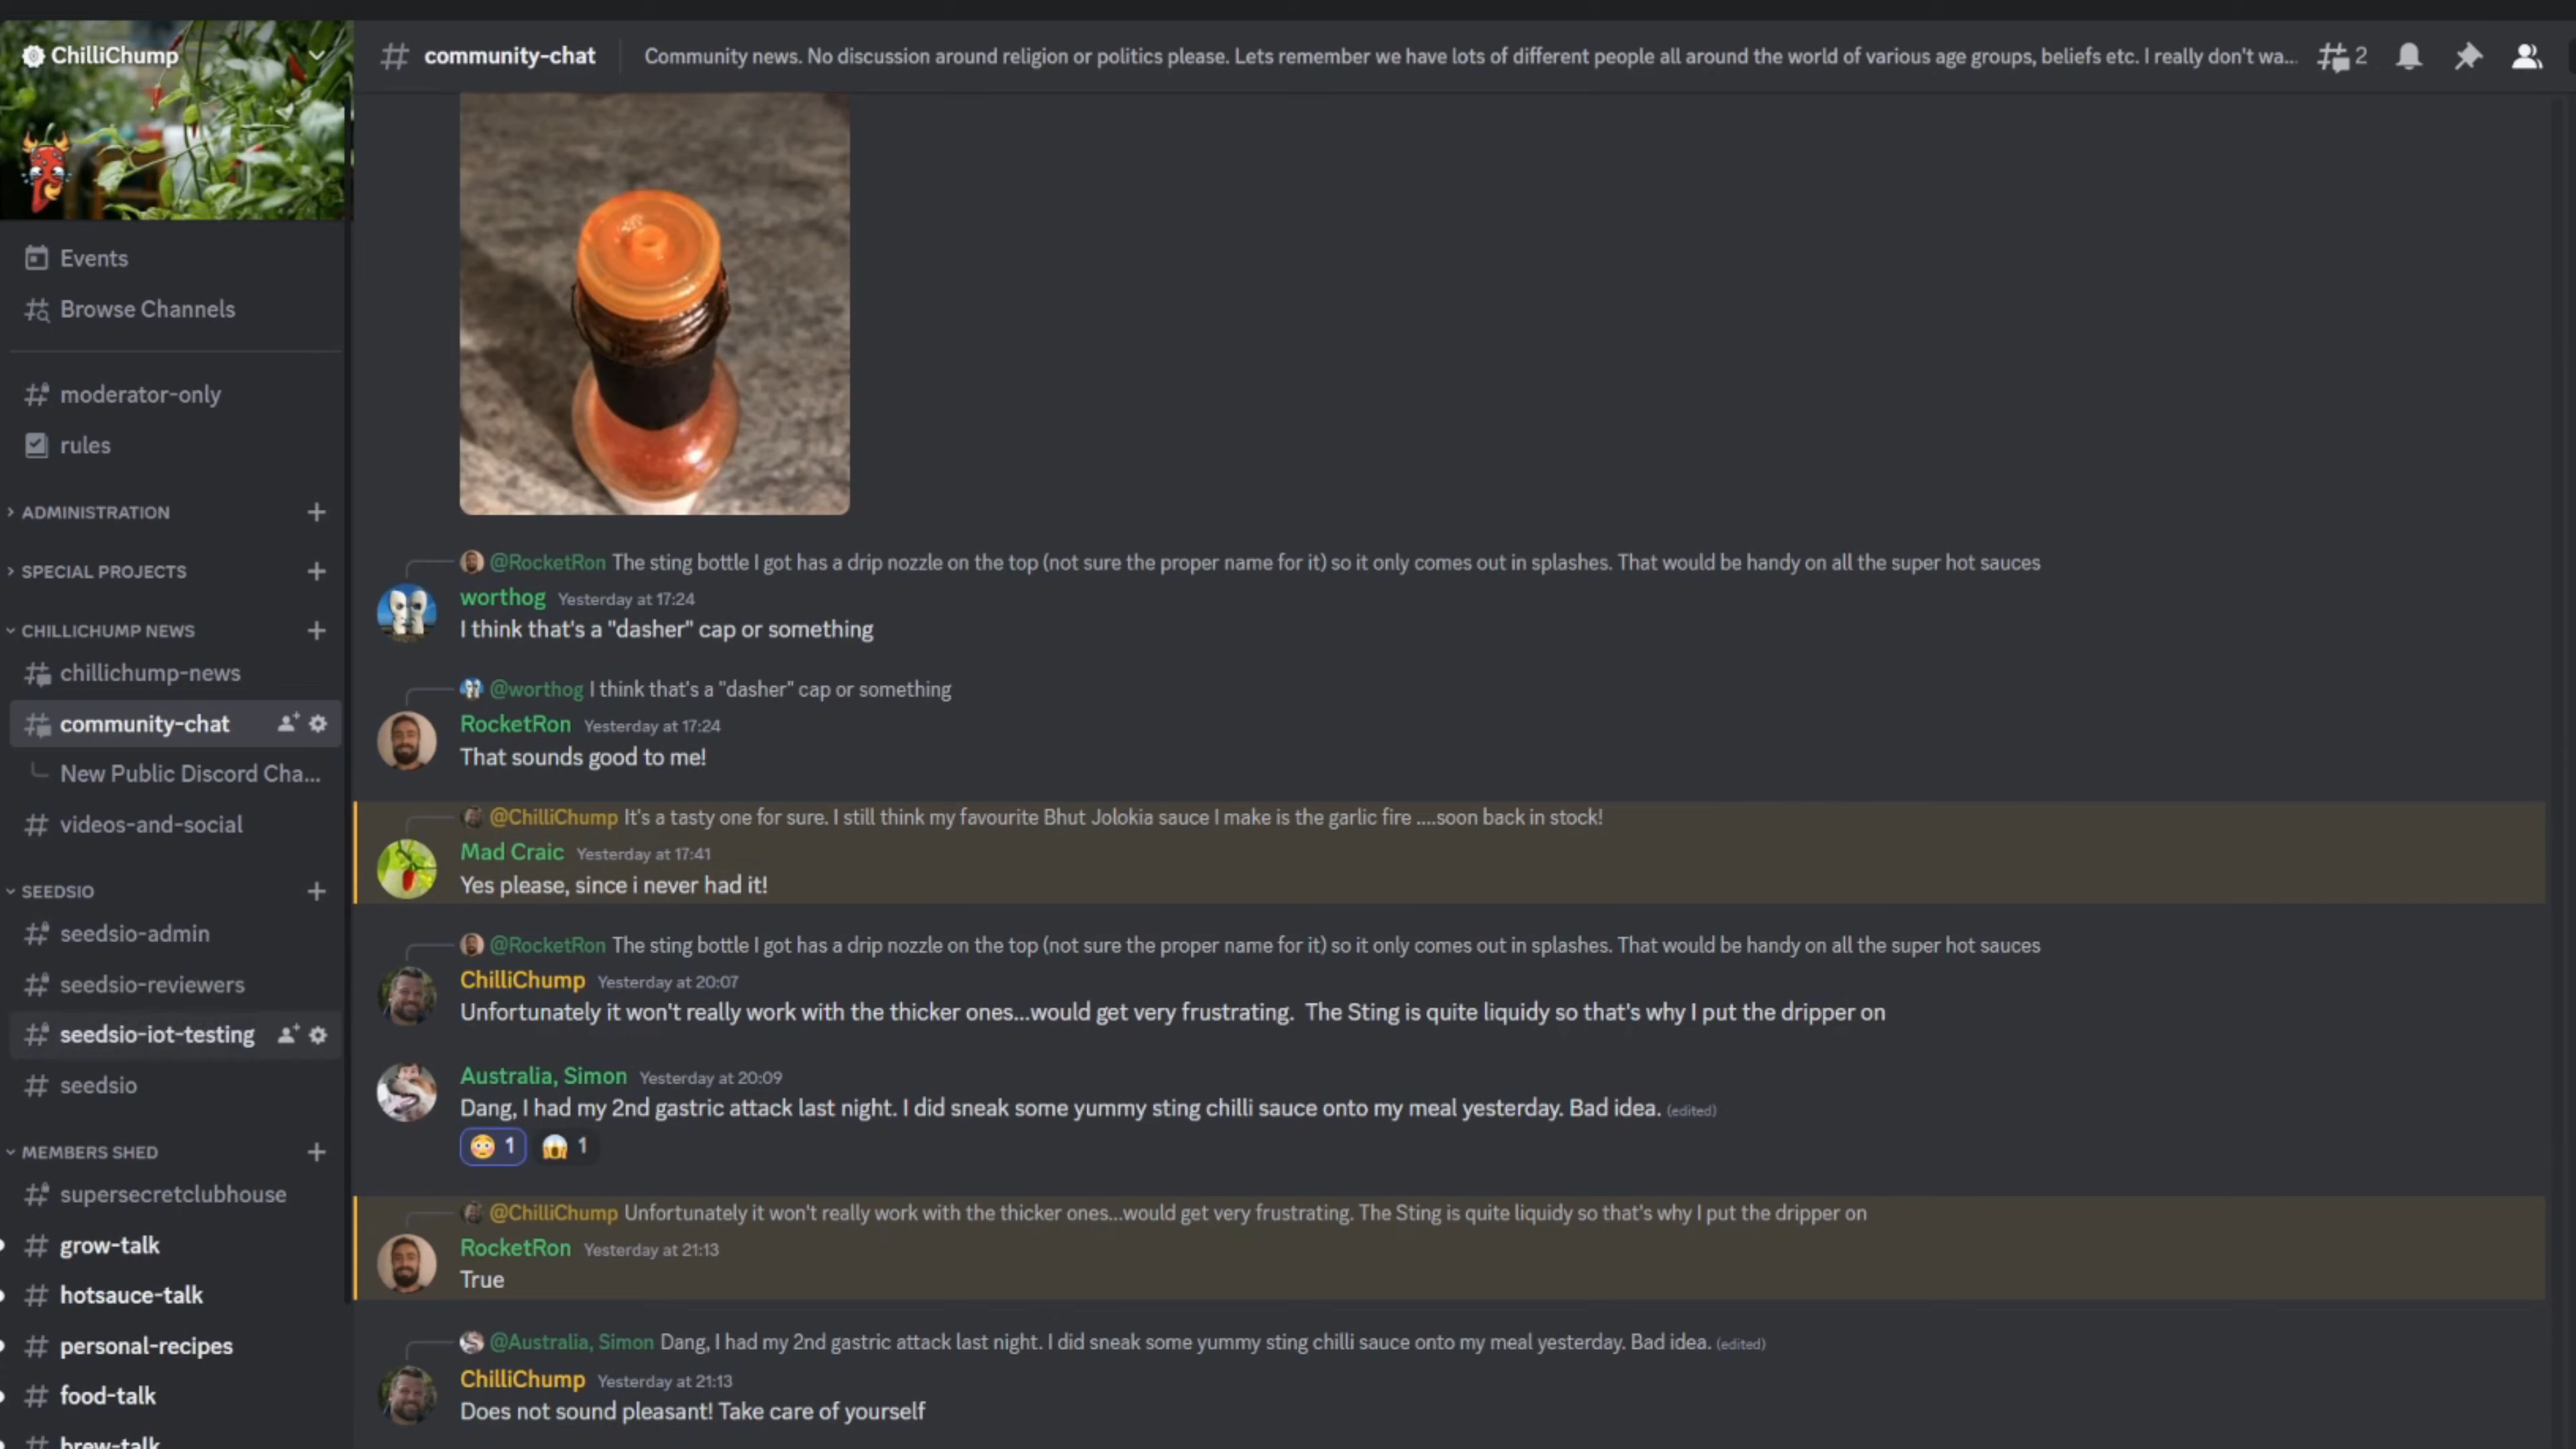 ChilliChump
Events
Browse Channels
moderator-only
rules
ADMINISTRATION
SPECIAL PROJECTS
CHILLICHUMP NEWS
chillichump-news
community-chat
New Public Discord Cha...
videos-and-social
SEEDSIO
seedsio-admin
seedsio-reviewers
seedsio-iot-testing
seedsio
MEMBERS SHED
supersecretclubhouse
grow-talk
hotsauce-talk
personal-recipes
food-talk
brew-talk
community-chat Community news. No discussion around religion or politics please. Lets remember we have lots of different people all around the world of various age groups, beliefs etc. I really don't wa... 2
@RocketRon The sting bottle I got has a drip nozzle on the top (not sure the proper name for it) so it only comes out in splashes. That would be handy on all the super hot sauces
worthog Yesterday at 17:24
I think that's a "dasher" cap or something
@worthog I think that's a "dasher" cap or something
RocketRon Yesterday at 17:24
That sounds good to me!
@ChilliChump It's a tasty one for sure. I still think my favourite Bhut Jolokia sauce I make is the garlic fire ....soon back in stock!
Mad Craic Yesterday at 17:41
Yes please, since i never had it!
@RocketRon The sting bottle I got has a drip nozzle on the top (not sure the proper name for it) so it only comes out in splashes. That would be handy on all the super hot sauces
ChilliChump Yesterday at 20:07
Unfortunately it won't really work with the thicker ones...would get very frustrating. The Sting is quite liquidy so that's why I put the dripper on
Australia, Simon Yesterday at 20:09
Dang, I had my 2nd gastric attack last night. I did sneak some yummy sting chilli sauce onto my meal yesterday. Bad idea. (edited)
1 1
@ChilliChump Unfortunately it won't really work with the thicker ones...would get very frustrating. The Sting is quite liquidy so that's why I put the dripper on
RocketRon Yesterday at 21:13
True
@Australia, Simon Dang, I had my 2nd gastric attack last night. I did sneak some yummy sting chilli sauce onto my meal yesterday. Bad idea. (edited)
ChilliChump Yesterday at 21:13
Does not sound pleasant! Take care of yourself